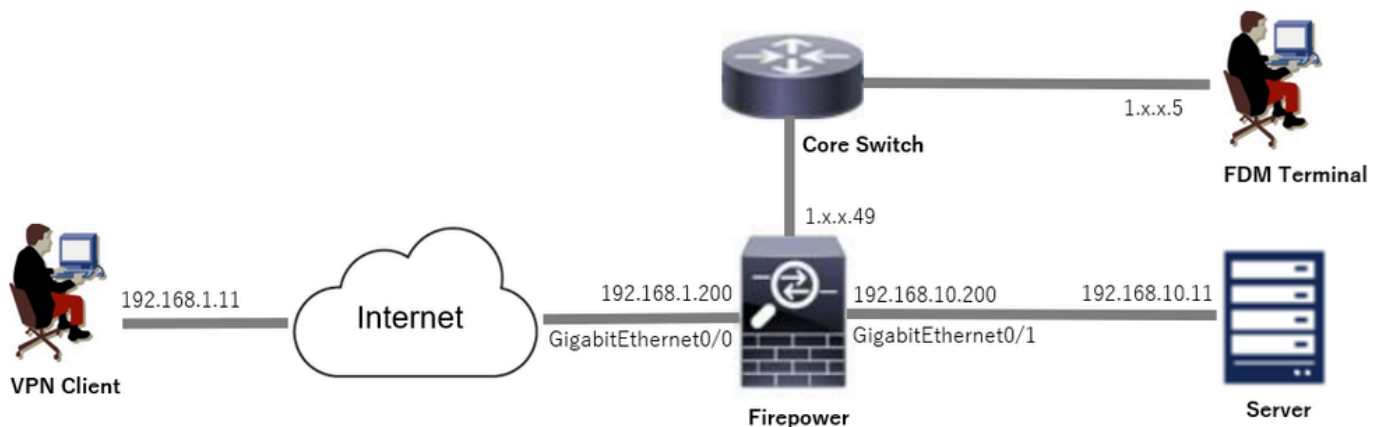 1.x.x.5
Core Switch
FDM Terminal
1.x.x.49
192.168.1.11
Internet
192.168.1.200
192.168.10.200
192.168.10.11
GigabitEthernet0/0
GigabitEthernet0/1
VPN Client
Firepower
Server